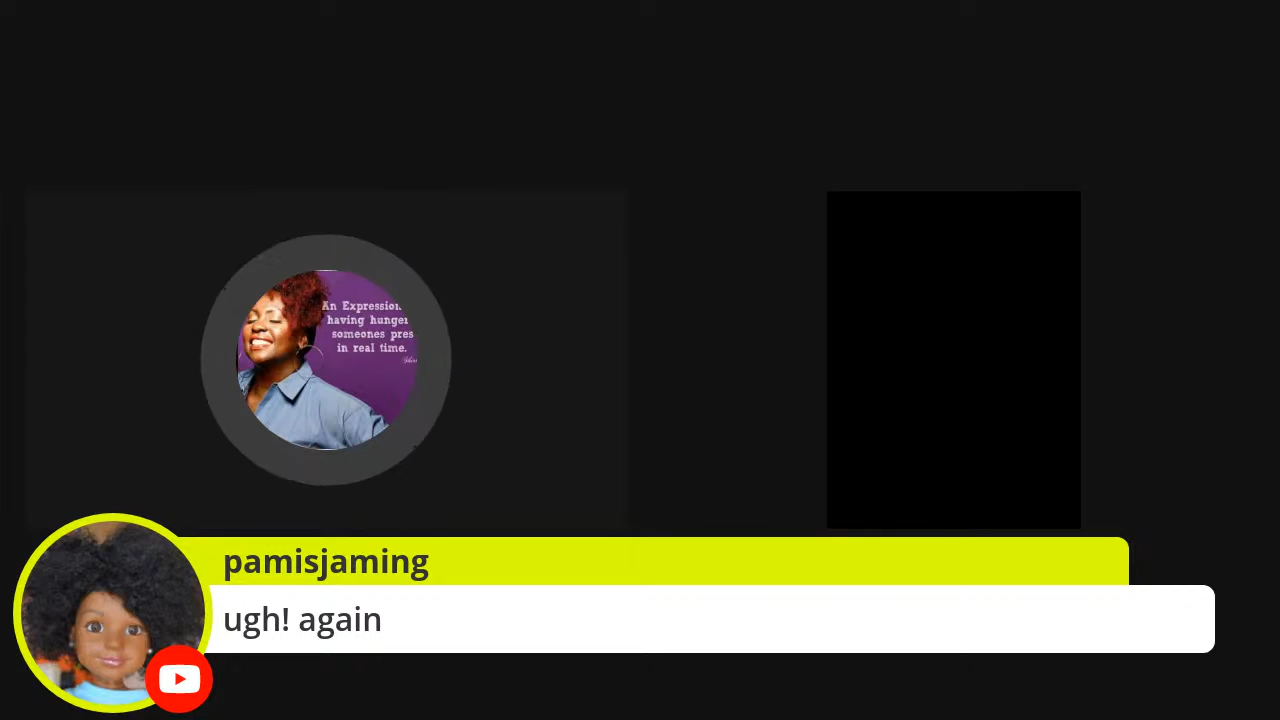 An Expression
having hunger
someones pres
in real time.
pamisjaming
ugh! again